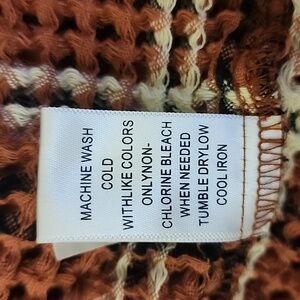 MACHINE WASH
COLD
WITHLIKE COLORS
ONLYNON-
CHLORINE BLEACH
WHEN NEEDED
TUMBLE DRYLOW
COOL IRON